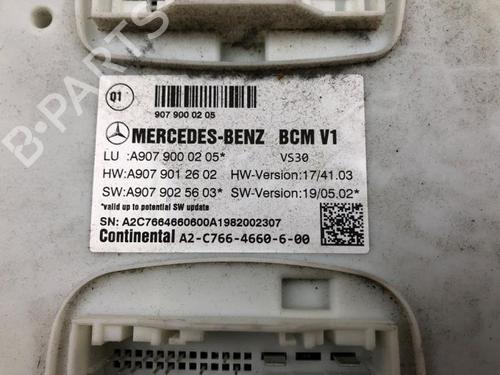 Q1
907 900 02 05
MERCEDES-BENZ BCM V1
LU :A907 900 02 05* VS30
HW:A907 901 26 02 HW-Version:17/41.03
SW:A907 902 56 03* SW-Version:19/05.02*
*valid up to potential SW update
SN: A2C7664660600A1982002307
Continental A2-C766-4660-6-00
B-PARTS